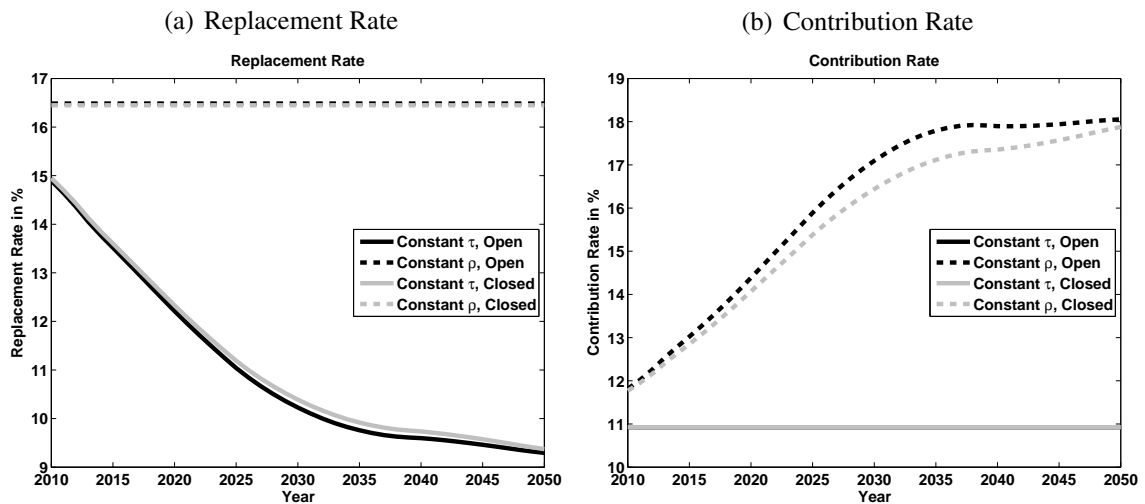 (a) Replacement Rate
Replacement Rate
17
16
15
14
13
12
11
10
9
Replacement Rate in %
Constant τ, Open
Constant ρ, Open
Constant τ, Closed
Constant ρ, Closed
2010 2015 2020 2025 2030 2035 2040 2045 2050
Year
(b) Contribution Rate
Contribution Rate
19
18
17
16
15
14
13
12
11
10
Contribution Rate in %
Constant τ, Open
Constant ρ, Open
Constant τ, Closed
Constant ρ, Closed
2010 2015 2020 2025 2030 2035 2040 2045 2050
Year